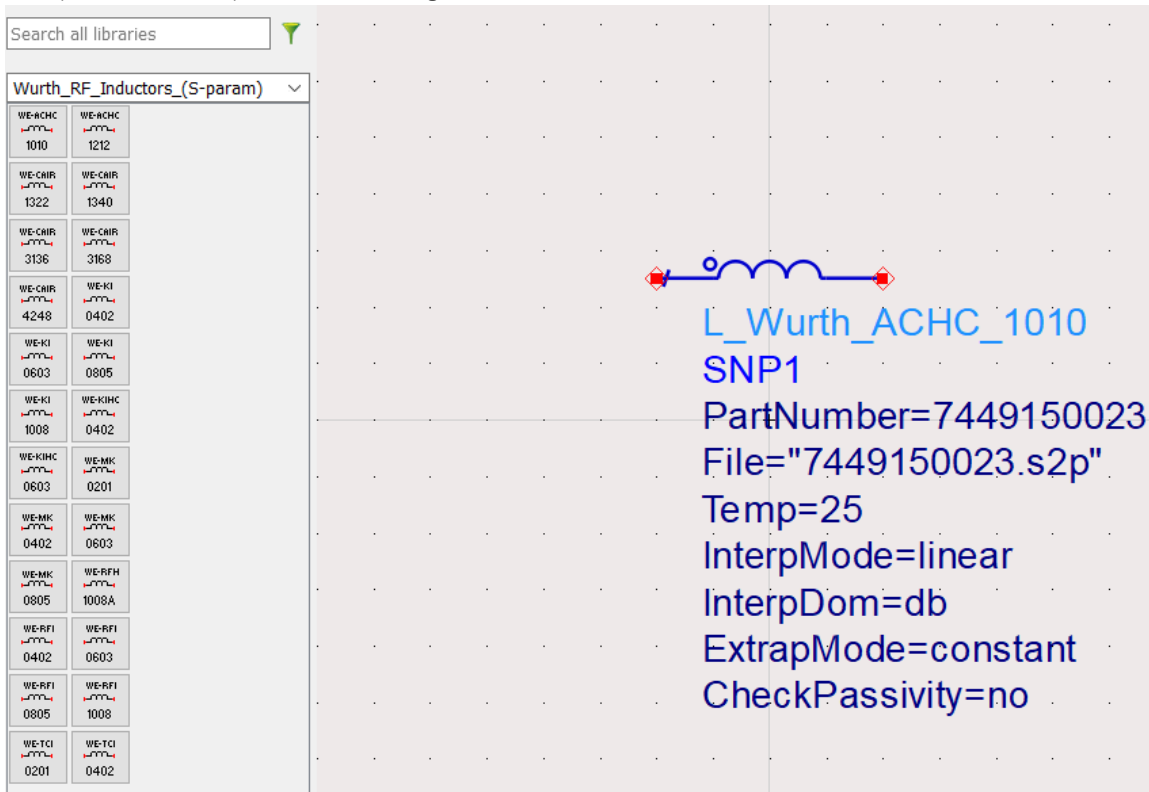 Search all libraries
Wurth_RF_Inductors_(S-param)
WE-ACHC WE-ACHC
1010 1212
WE-CAIR WE-CAIR
1322 1340
WE-CAIR WE-CAIR
3136 3168
WE-CAIR WE-KI
4248 0402
WE-KI WE-KI
0603 0805
WE-KI WE-KIHC
1008 0402
WE-KIHC WE-MK
0603 0201
WE-MK WE-MK
0402 0603
WE-MK WE-RFH
0805 1008A
WE-RFI WE-RFI
0402 0603
WE-RFI WE-RFI
0805 1008
WE-TCI WE-TCI
0201 0402
L_Wurth_ACHC_1010
SNP1
PartNumber=7449150023
File="7449150023.s2p"
Temp=25
InterpMode=linear
InterpDom=db
ExtrapMode=constant
CheckPassivity=no